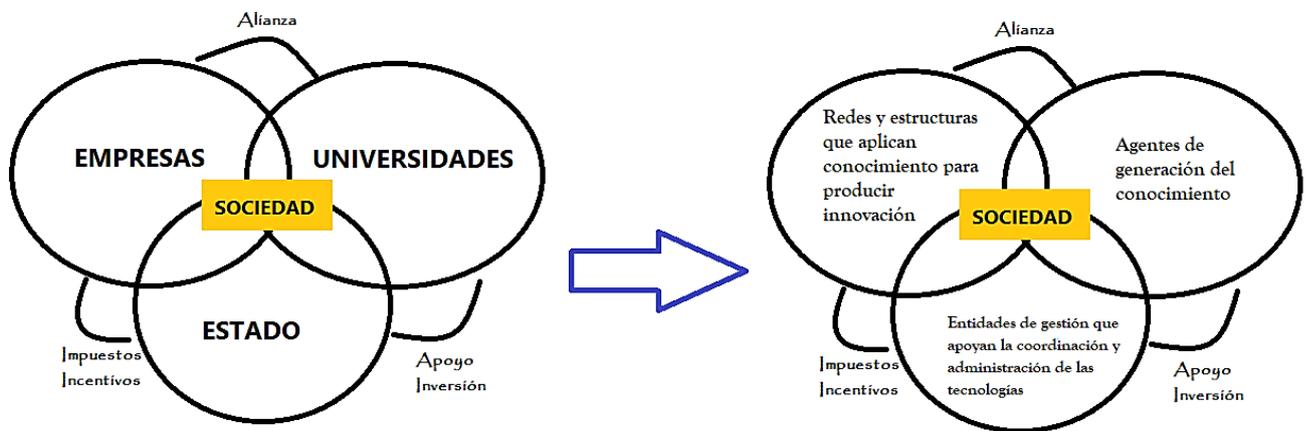 Alianza
EMPRESAS
UNIVERSIDADES
SOCIEDAD
ESTADO
Impuestos
Incentivos
Apoyo
Inversión
Alianza
Redes y estructuras
que aplican
conocimiento para
producir
innovación
Agentes de
generación del
conocimiento
SOCIEDAD
Entidades de gestión que
apoyan la coordinación y
administración de las
tecnologías
Impuestos
Incentivos
Apoyo
Inversión